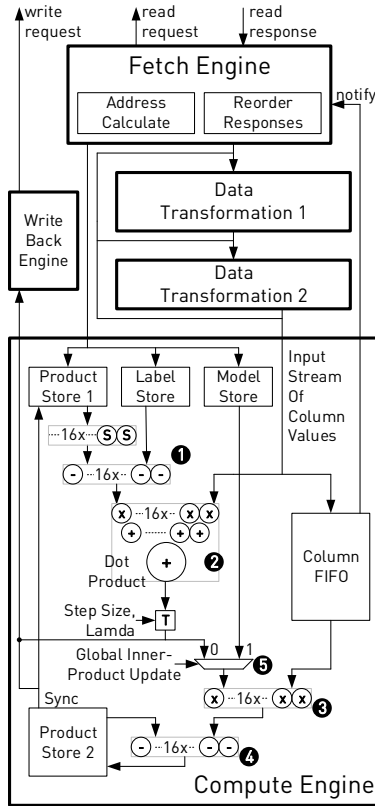 write
request
read
request
read
response
Fetch Engine
notify
Address
Calculate
Reorder
Responses
Data
Transformation 1
Write
Back
Engine
Data
Transformation 2
Input
Stream
Of
Column
Values
Product
Store 1
Label
Store
Model
Store
···16x··· S S
1
- ··16x·· - -
x ··16x·· x x
+ ······· + +
2
Dot
Product
+
Column
FIFO
Step Size,
Lamda
T
0 1
Global Inner-
Product Update
5
x ··16x·· x x
3
Sync
Product
Store 2
- ··16x·· - -
4
Compute Engine